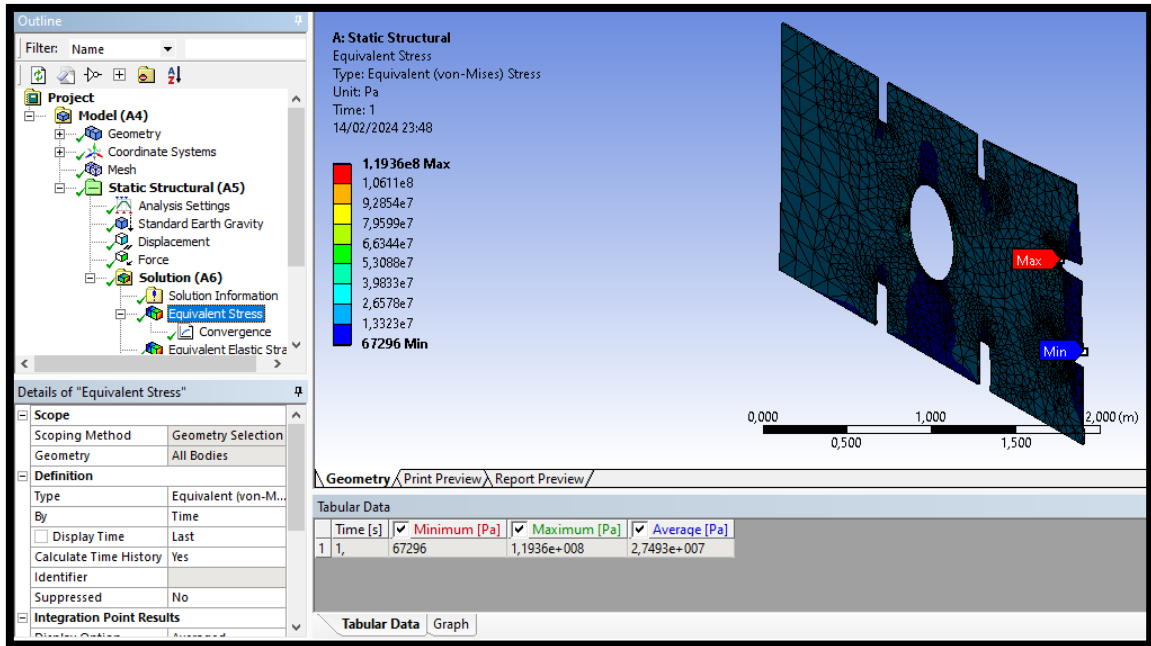 Outline
Filter: Name
Project
Model (A4)
Geometry
Coordinate Systems
Mesh
Static Structural (A5)
Analysis Settings
Standard Earth Gravity
Displacement
Force
Solution (A6)
Solution Information
Equivalent Stress
Convergence
Equivalent Elastic Stra
Details of "Equivalent Stress"
Scope
Scoping Method Geometry Selection
Geometry All Bodies
Definition
Type Equivalent (von-M...
By Time
Display Time Last
Calculate Time History Yes
Identifier
Suppressed No
Integration Point Results
Display Option Averaged
A: Static Structural
Equivalent Stress
Type: Equivalent (von-Mises) Stress
Unit: Pa
Time: 1
14/02/2024 23:48
1,1936e8 Max
1,0611e8
9,2854e7
7,9599e7
6,6344e7
5,3088e7
3,9833e7
2,6578e7
1,3323e7
67296 Min
Max
Min
0,000 1,000 2,000 (m)
0,500 1,500
Geometry Print Preview Report Preview
Tabular Data
Time [s] Minimum [Pa] Maximum [Pa] Average [Pa]
1 1, 67296 1,1936e+008 2,7493e+007
Tabular Data Graph